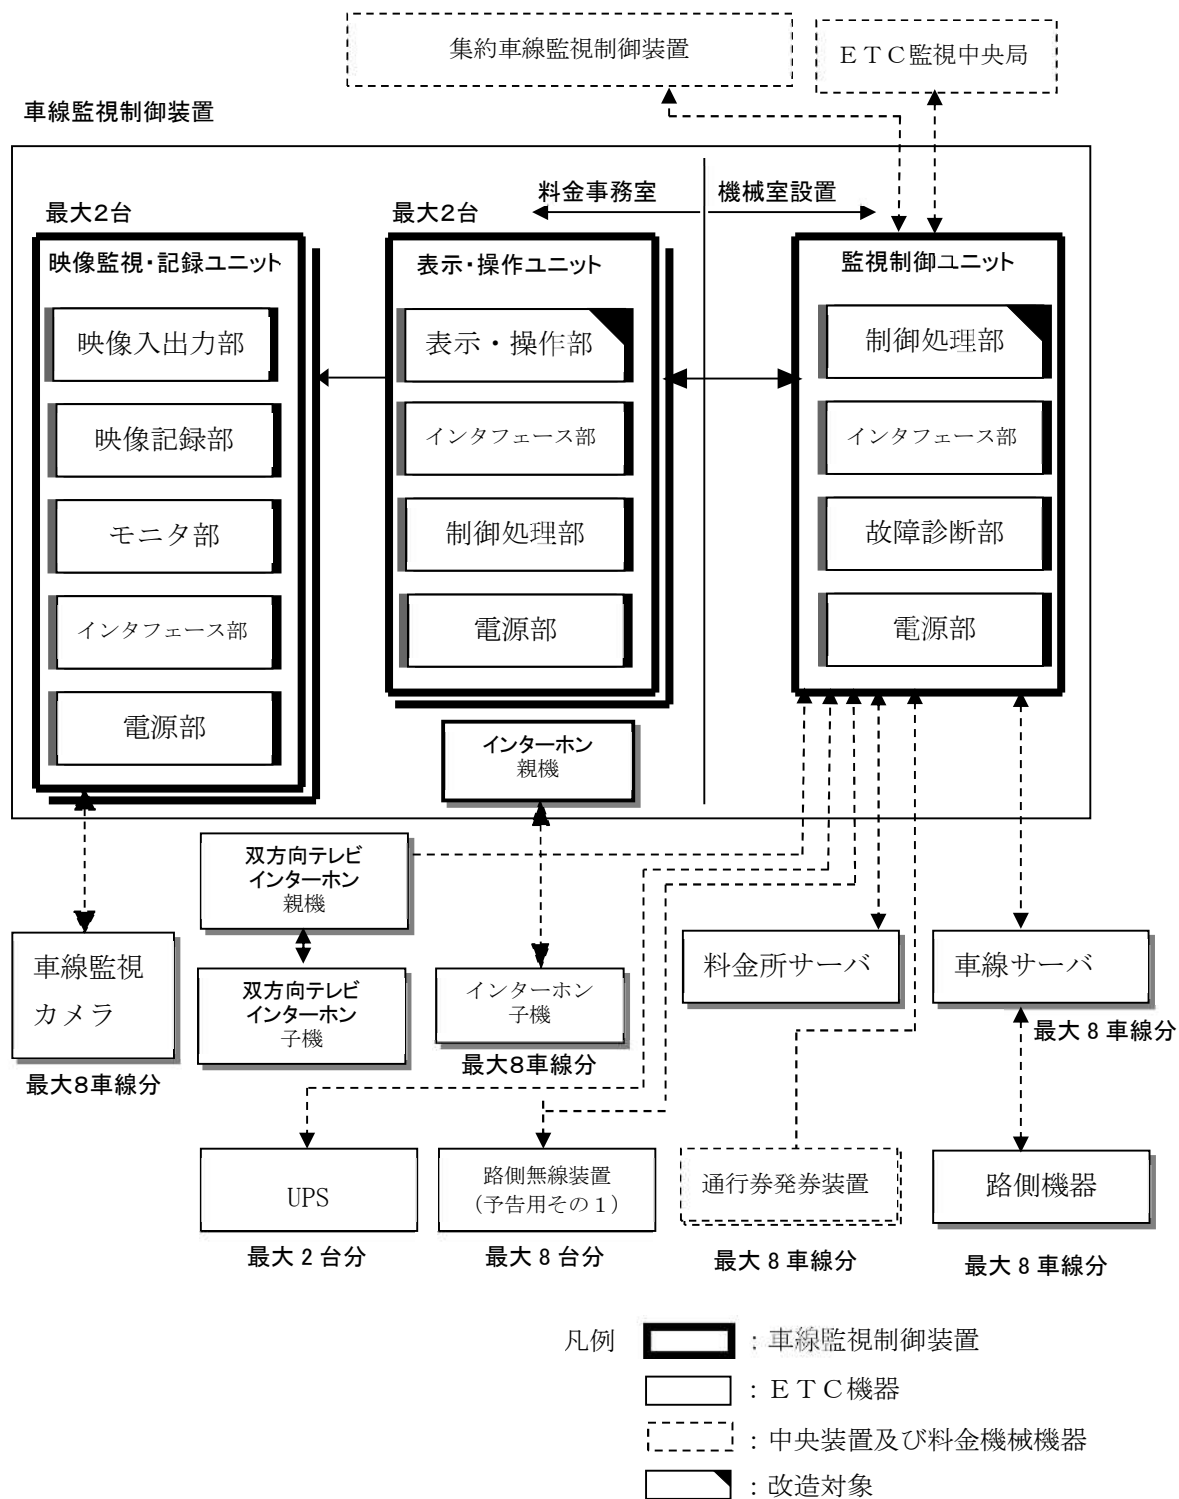 集約車線監視制御装置
ＥＴＣ監視中央局
車線監視制御装置
料金事務室
機械室設置
最大2台
最大2台
映像監視・記録ユニット
映像入出力部
映像記録部
モニタ部
インタフェース部
電源部
表示・操作ユニット
表示・操作部
インタフェース部
制御処理部
電源部
監視制御ユニット
制御処理部
インタフェース部
故障診断部
電源部
インターホン
親機
双方向テレビ
インターホン
親機
車線監視
カメラ
最大8車線分
双方向テレビ
インターホン
子機
インターホン
子機
最大8車線分
料金所サーバ
車線サーバ
最大 8 車線分
UPS
最大 2 台分
路側無線装置
（予告用その１）
最大 8 台分
通行券発券装置
最大 8 車線分
路側機器
最大 8 車線分
凡例
：車線監視制御装置
：ＥＴＣ機器
：中央装置及び料金機械機器
：改造対象